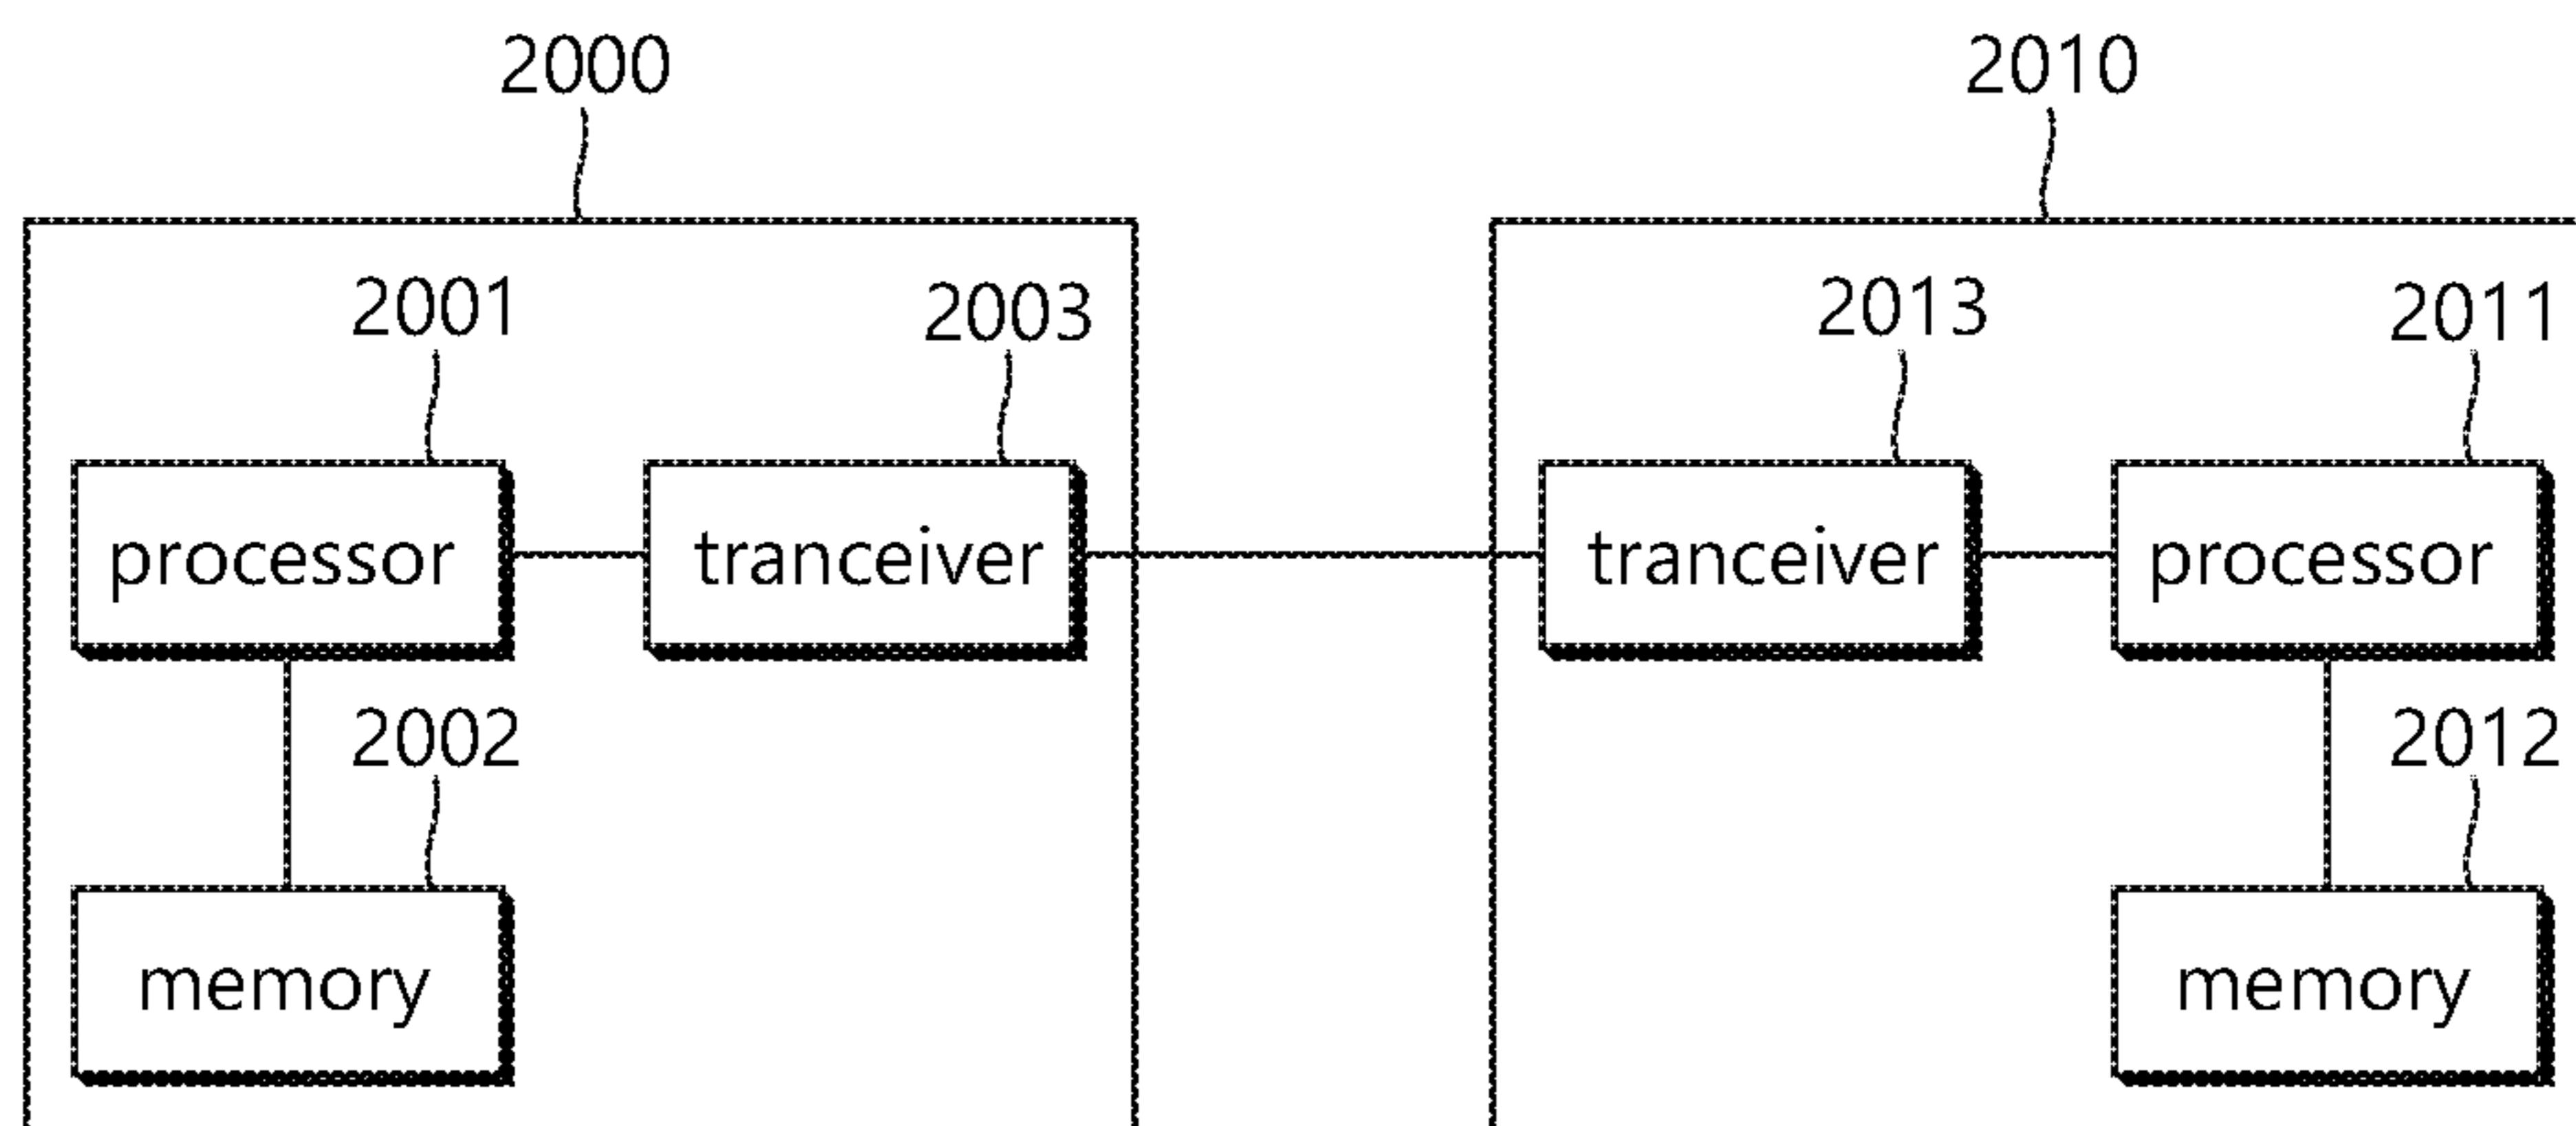 2000 2010
2001 2003 2013 2011
processor tranceiver tranceiver processor
2002 2012
memory memory